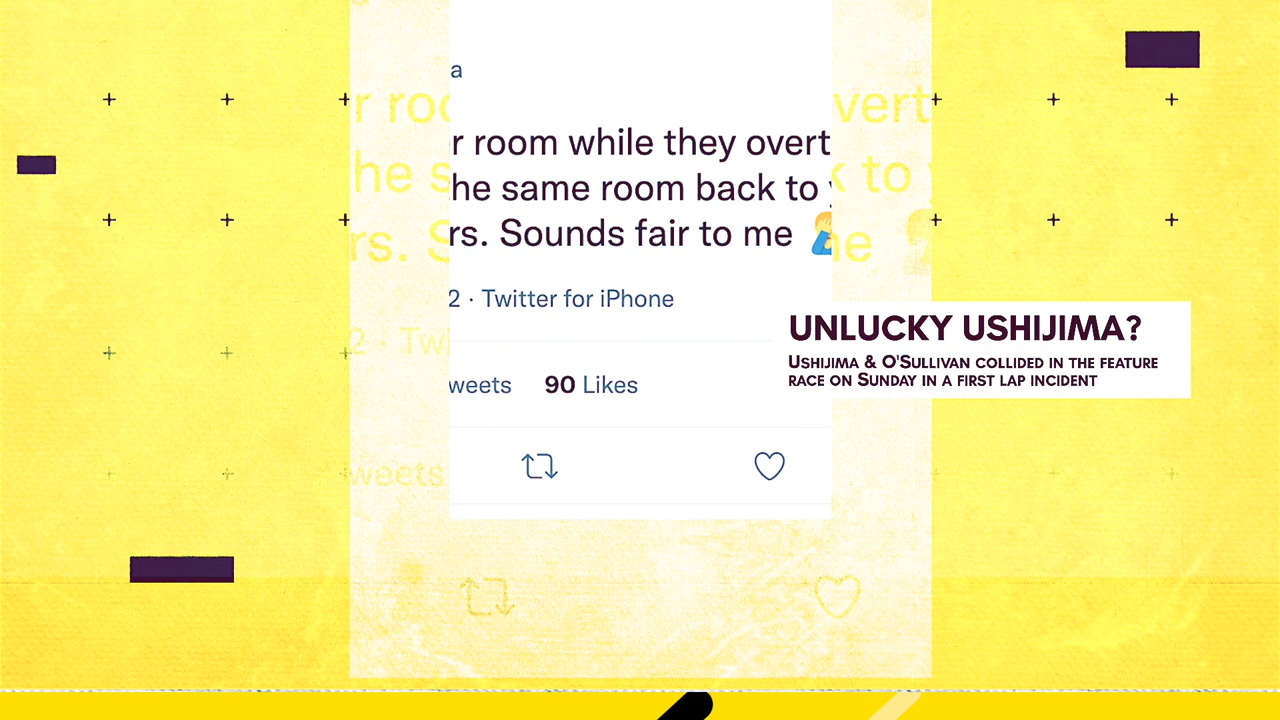 a
r room while they overt
he same room back to
rs. Sounds fair to me
2 · Twitter for iPhone
weets 90 Likes
UNLUCKY USHIJIMA?
USHIJIMA & O'SULLIVAN COLLIDED IN THE FEATURE
RACE ON SUNDAY IN A FIRST LAP INCIDENT